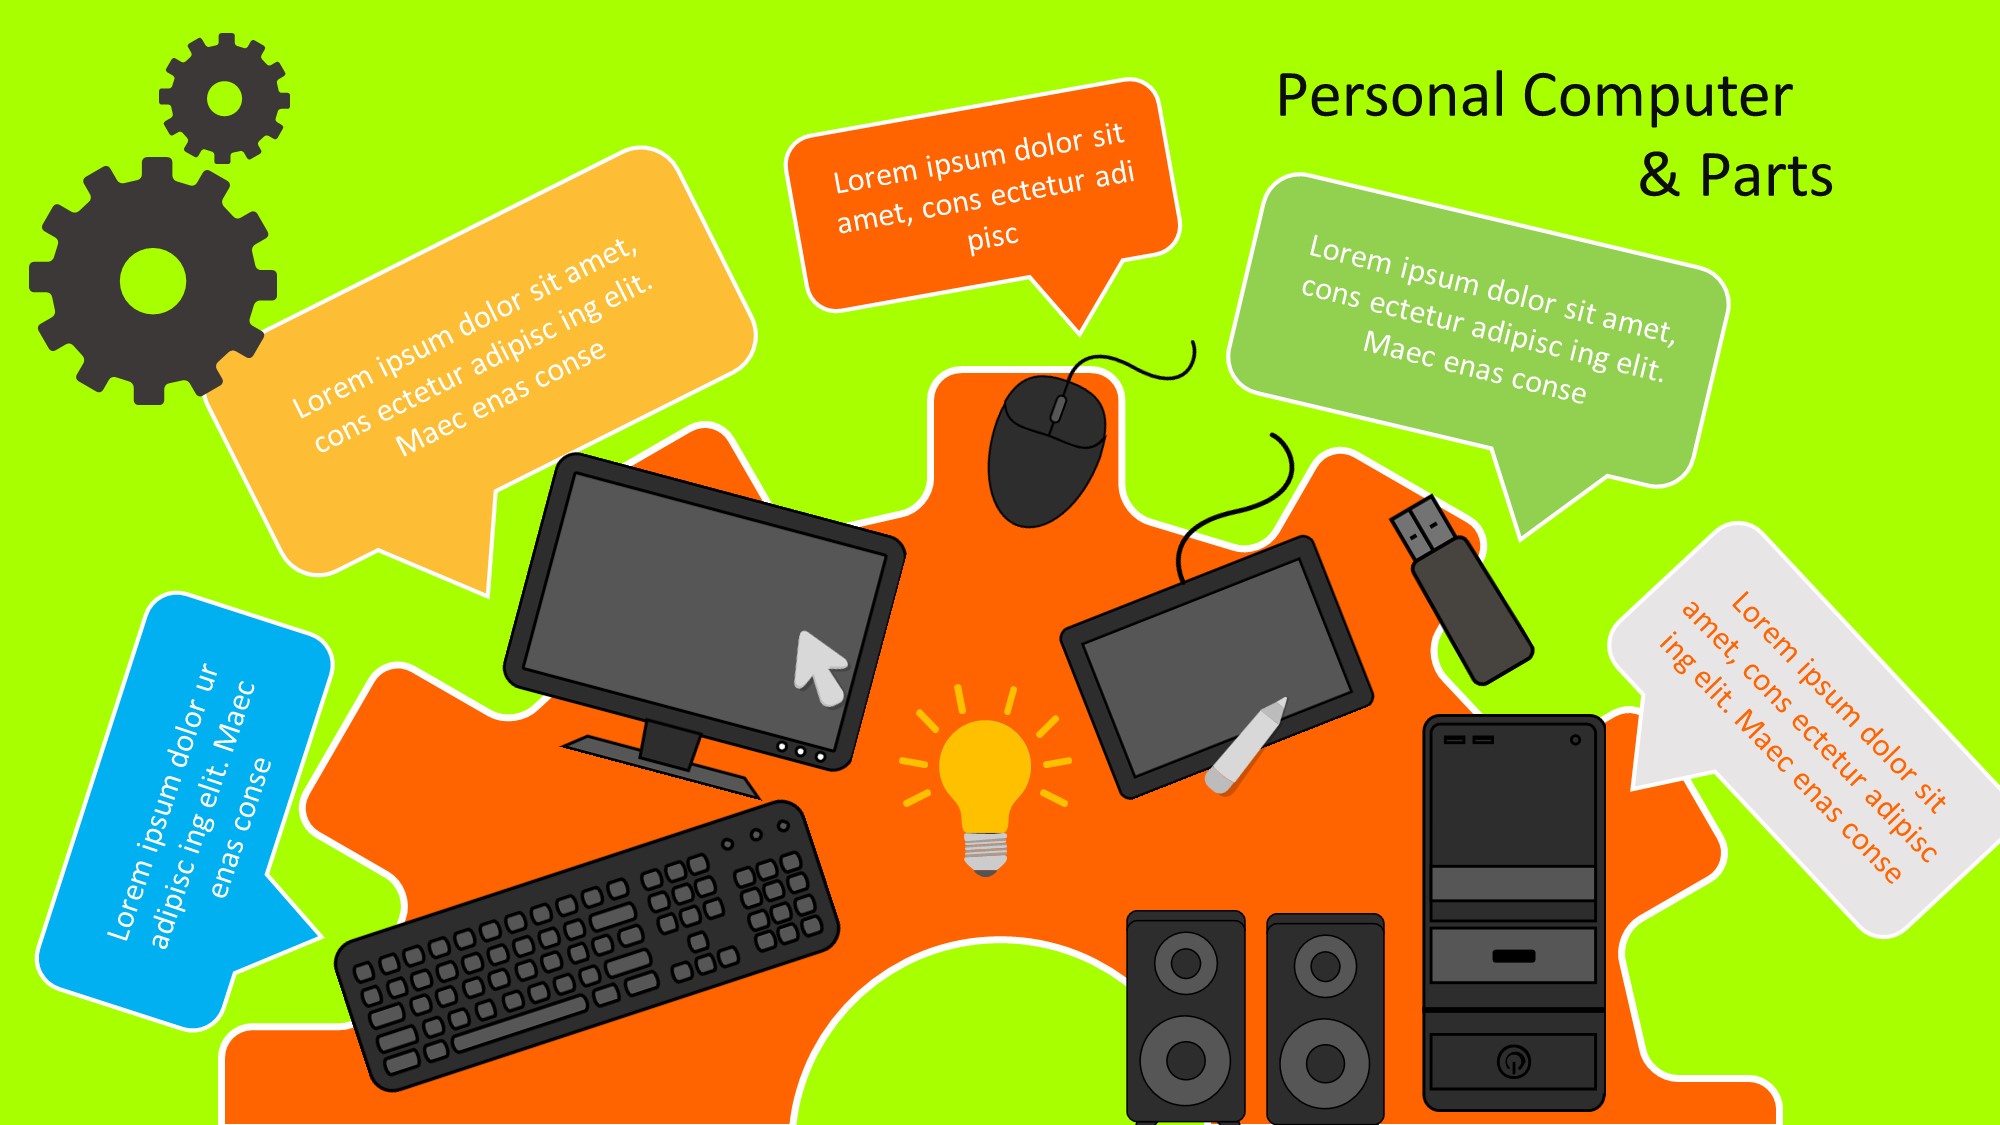 Personal Computer
& Parts
Lorem ipsum dolor sit amet,
cons ectetur adipisc ing elit.
Maec enas conse
Lorem ipsum dolor sit
amet, cons ectetur adi
pisc
Lorem ipsum dolor sit amet,
cons ectetur adipisc ing elit.
Maec enas conse
Lorem ipsum dolor ur
adipisc ing elit. Maec
enas conse
Lorem ipsum dolor sit
amet, cons ectetur adipisc
ing elit. Maec enas conse